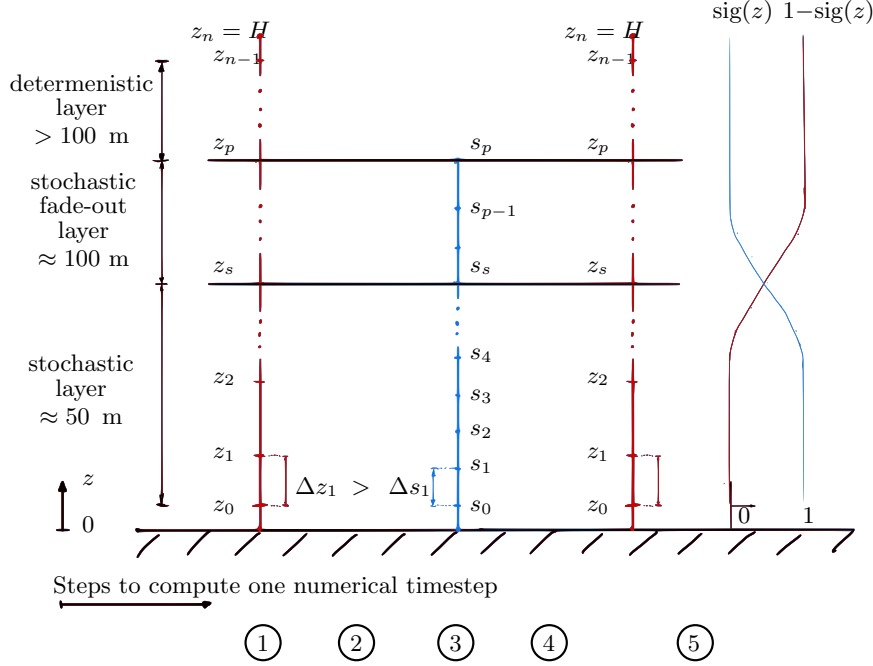 sig(z) 1−sig(z)
z_n = H
z_n = H
z_{n−1}
z_{n−1}
determenistic
layer
> 100 m
z_p
s_p
z_p
stochastic
fade-out
layer
≈ 100 m
s_{p−1}
z_s
s_s
z_s
s_4
stochastic
layer
≈ 50 m
z_2
s_3
z_2
s_2
z_1
s_1
z_1
Δz_1 > Δs_1
z
z_0
s_0
z_0
0
0
1
Steps to compute one numerical timestep
1 2 3 4 5